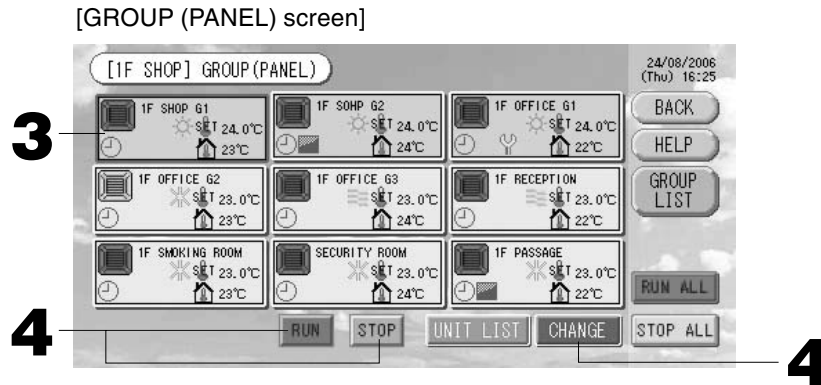 [GROUP (PANEL) screen]
[1F SHOP] GROUP(PANEL)
24/08/2006
(Thu) 16:25
1F SHOP G1
SET 24.0°C
23°C
1F SOHP G2
SET 24.0°C
24°C
1F OFFICE G1
SET 24.0°C
22°C
BACK
HELP
GROUP
LIST
3
1F OFFICE G2
SET 23.0°C
23°C
1F OFFICE G3
SET 23.0°C
24°C
1F RECEPTION
SET 23.0°C
22°C
1F SMOKING ROOM
SET 23.0°C
23°C
SECURITY ROOM
SET 23.0°C
24°C
1F PASSAGE
SET 23.0°C
22°C
RUN ALL
4
RUN STOP UNIT LIST CHANGE STOP ALL
4